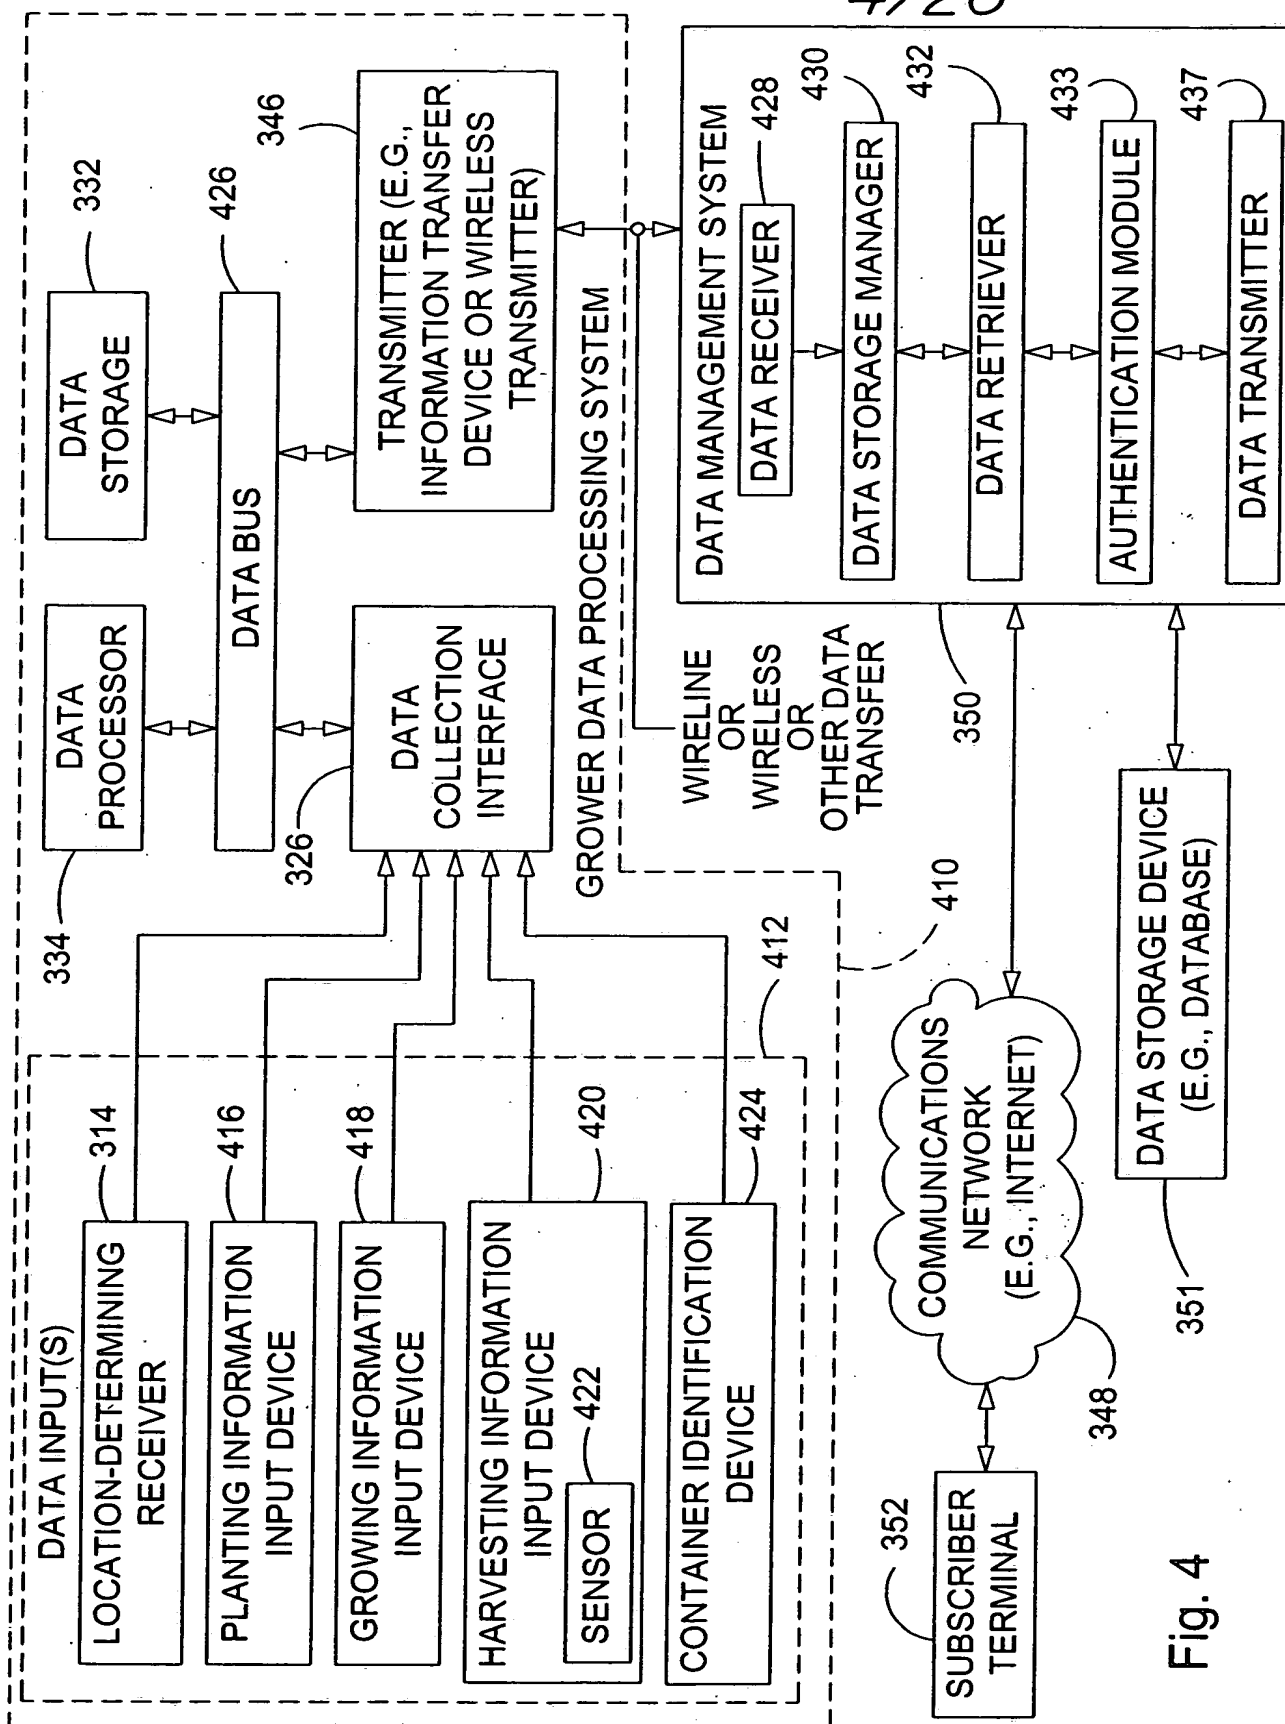 4/20
DATA INPUT(S)
LOCATION-DETERMINING
RECEIVER
314
PLANTING INFORMATION
INPUT DEVICE
416
GROWING INFORMATION
INPUT DEVICE
418
HARVESTING INFORMATION
INPUT DEVICE
420
SENSOR
422
CONTAINER IDENTIFICATION
DEVICE
424
412
410
334
DATA
PROCESSOR
DATA
STORAGE
332
DATA BUS
426
326
DATA
COLLECTION
INTERFACE
TRANSMITTER (E.G.,
INFORMATION TRANSFER
DEVICE OR WIRELESS
TRANSMITTER)
346
GROWER DATA PROCESSING SYSTEM
WIRELINE
OR
WIRELESS
OR
OTHER DATA
TRANSFER
DATA MANAGEMENT SYSTEM
DATA RECEIVER
428
DATA STORAGE MANAGER
430
DATA RETRIEVER
432
AUTHENTICATION MODULE
433
DATA TRANSMITTER
437
350
COMMUNICATIONS
NETWORK
(E.G., INTERNET)
348
DATA STORAGE DEVICE
(E.G., DATABASE)
351
352
SUBSCRIBER
TERMINAL
Fig. 4